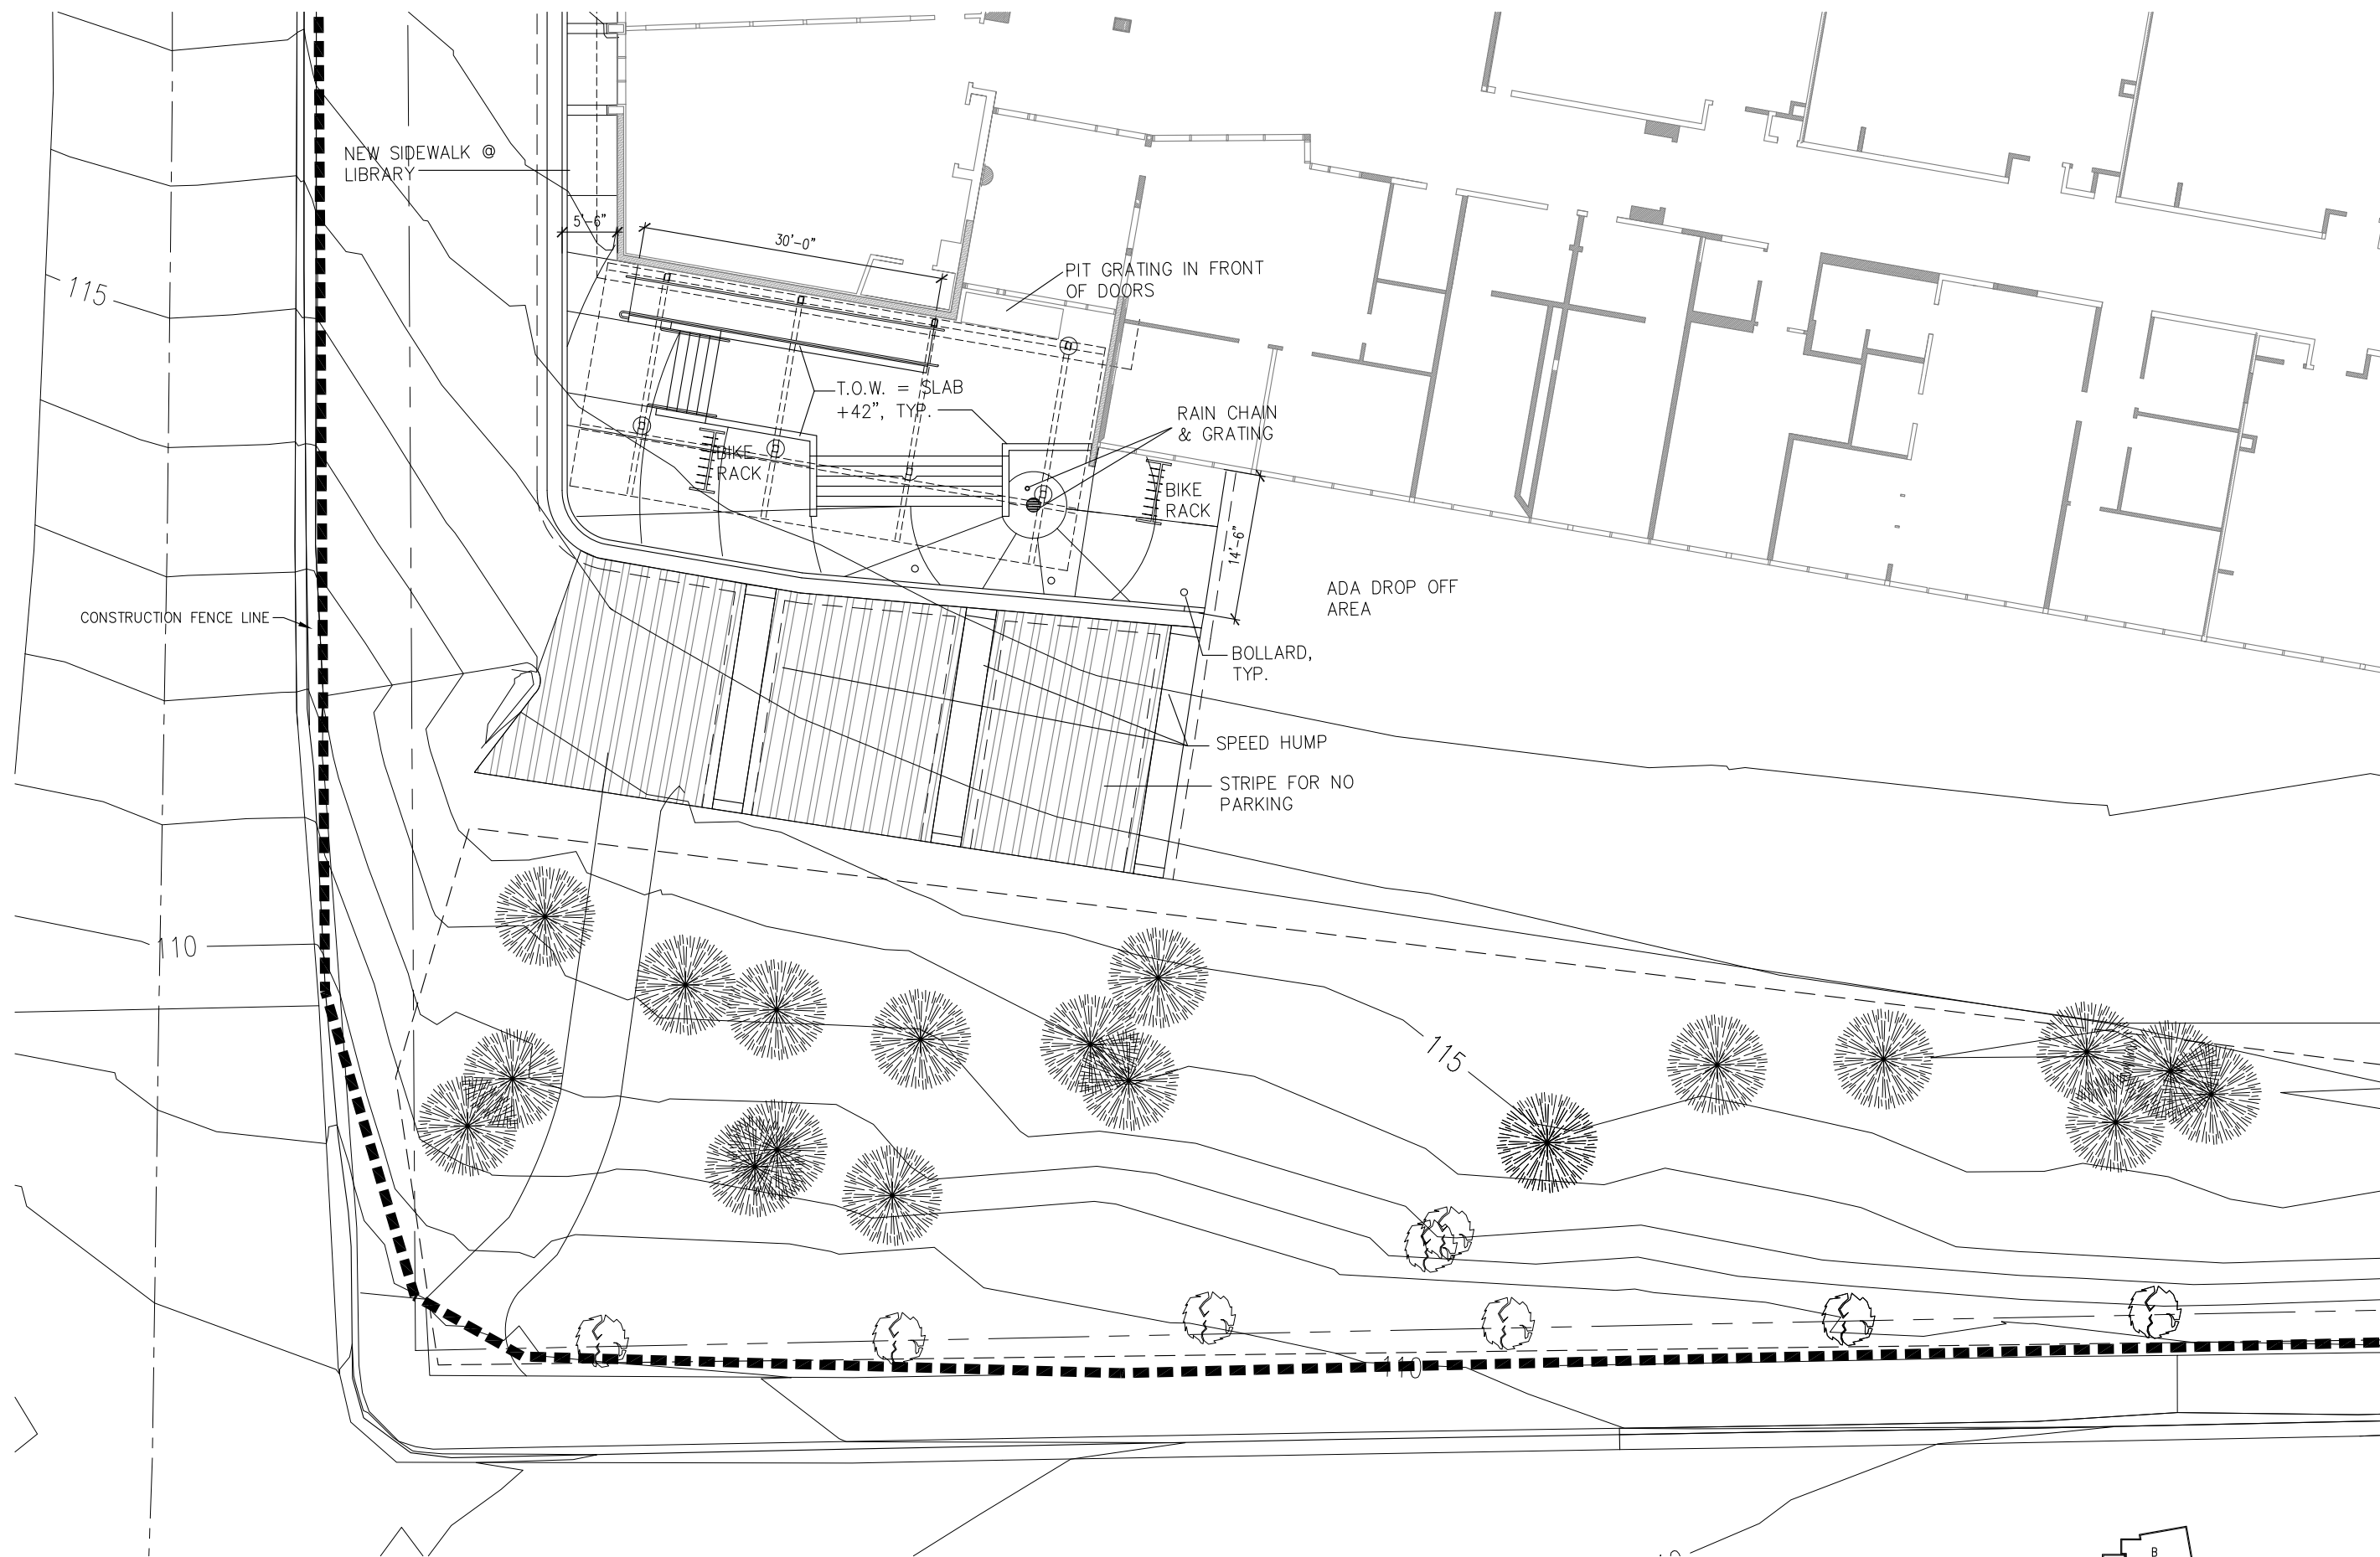 NEW SIDEWALK @
LIBRARY
5'-6"
30'-0"
PIT GRATING IN FRONT
OF DOORS
115
T.O.W. = SLAB
+42", TYP.
RAIN CHAIN
& GRATING
BIKE
RACK
BIKE
RACK
14'-6"
ADA DROP OFF
AREA
CONSTRUCTION FENCE LINE
BOLLARD,
TYP.
SPEED HUMP
STRIPE FOR NO
PARKING
110
115
110
B